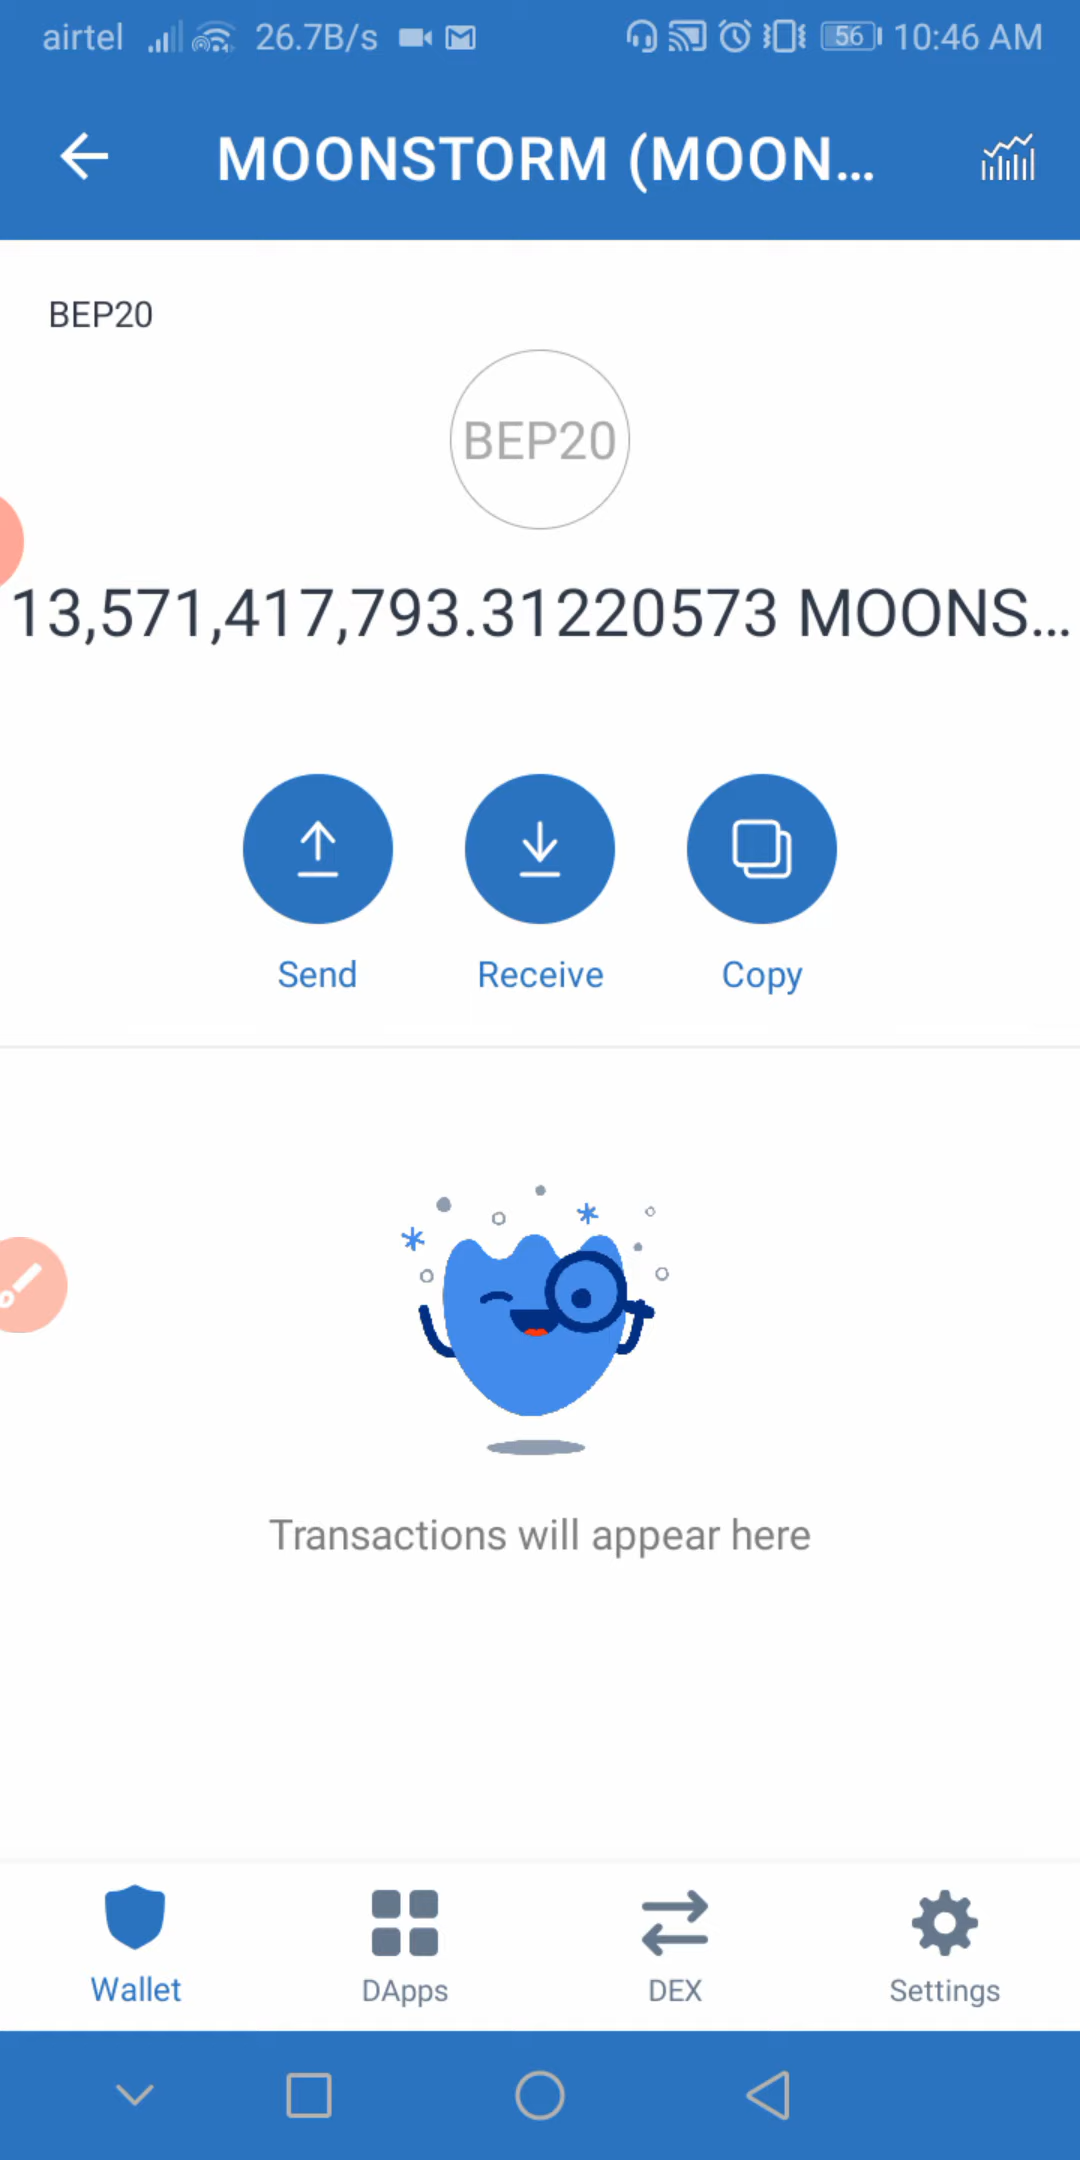 airtel 26.7B/s 56 10:46 AM
MOONSTORM (MOON...
BEP20
BEP20
13,571,417,793.31220573 MOONS...
Send Receive Copy
Transactions will appear here
Wallet DApps DEX Settings